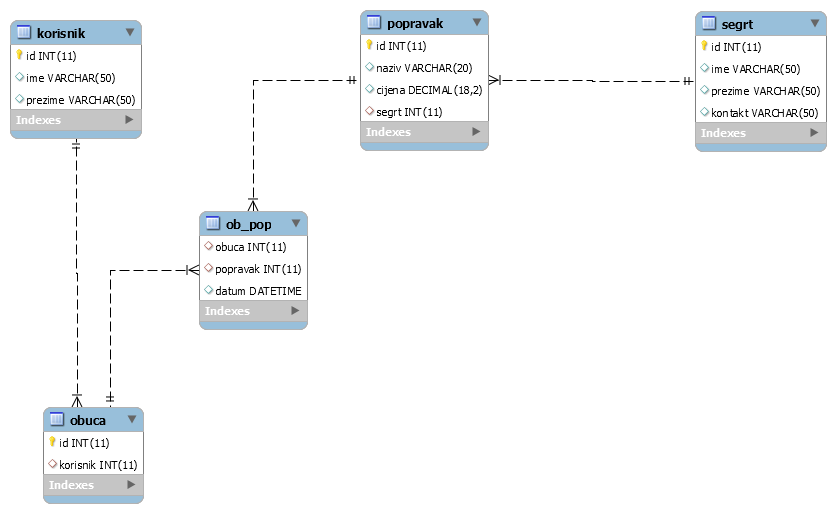 korisnik
id INT(11)
ime VARCHAR(50)
prezime VARCHAR(50)
Indexes
popravak
id INT(11)
naziv VARCHAR(20)
cijena DECIMAL(18,2)
segrt INT(11)
Indexes
segrt
id INT(11)
ime VARCHAR(50)
prezime VARCHAR(50)
kontakt VARCHAR(50)
Indexes
ob_pop
obuca INT(11)
popravak INT(11)
datum DATETIME
Indexes
obuca
id INT(11)
korisnik INT(11)
Indexes